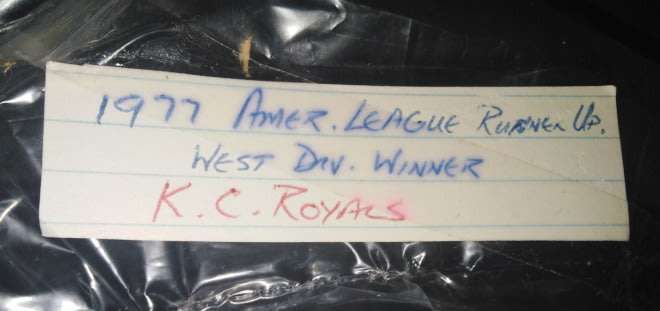 1977 AMER. LEAGUE RUNNER UP.
WEST DIV. WINNER
K. C. ROYALS